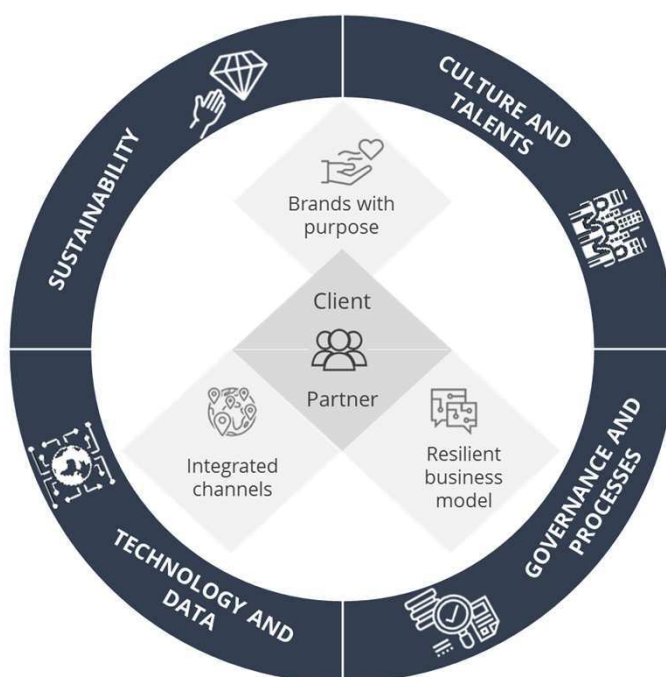 SUSTAINABILITY
CULTURE AND
TALENTS
Brands with
purpose
Client
Partner
Integrated
channels
Resilient
business
model
TECHNOLOGY AND
DATA
GOVERNANCE AND
PROCESSES